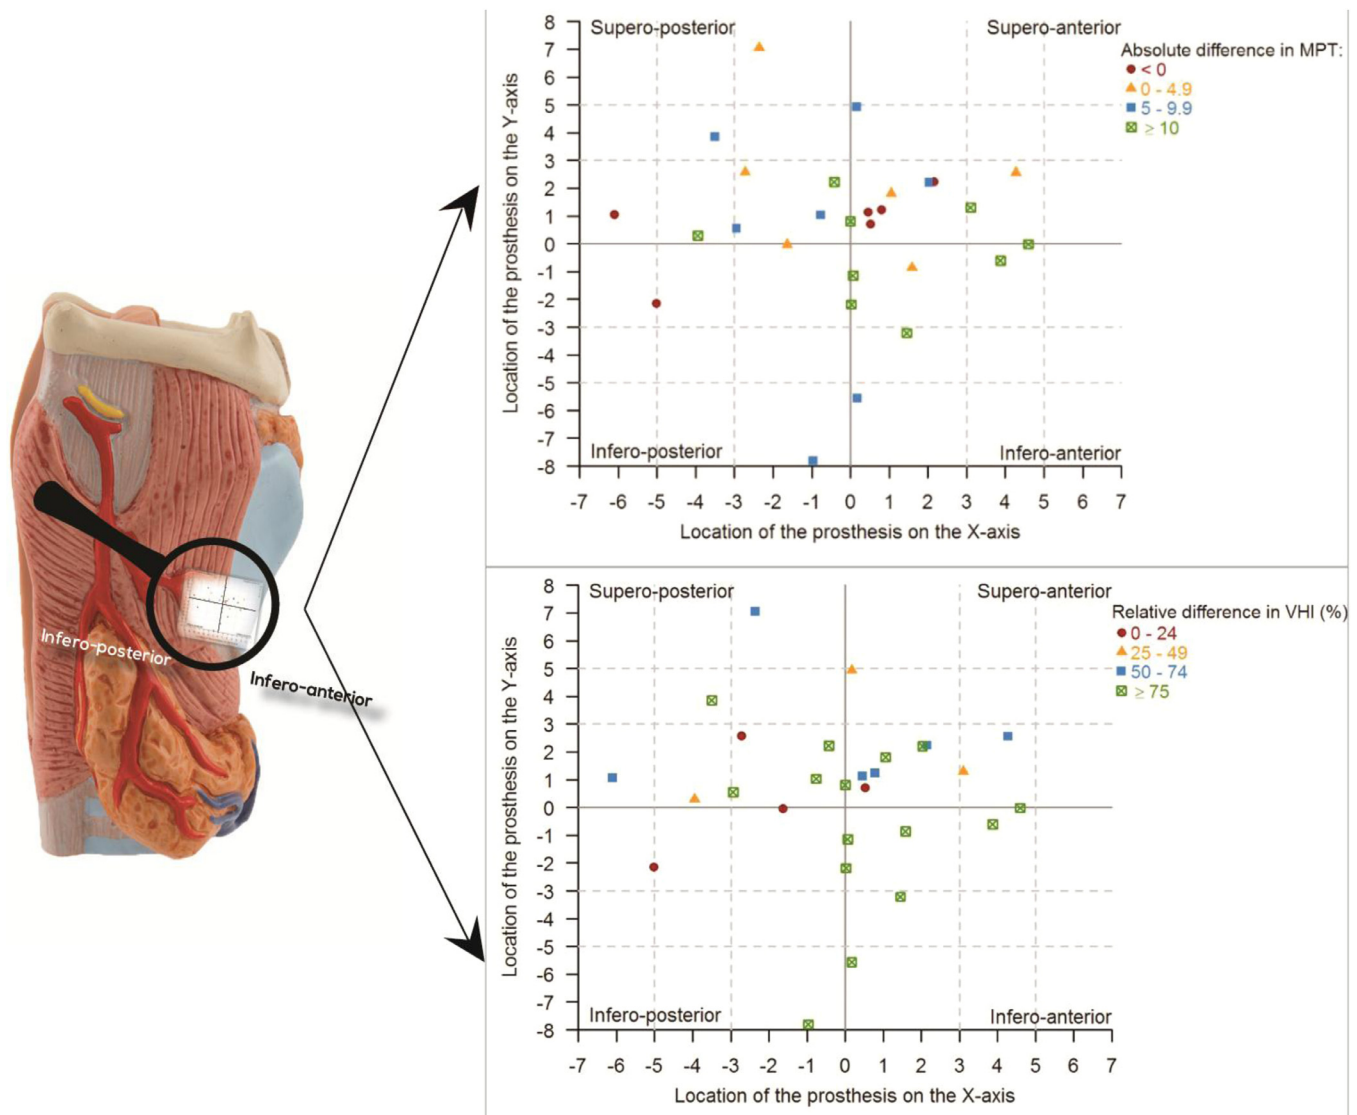 Supero-posterior
Supero-anterior
Absolute difference in MPT:
< 0
0 - 4.9
5 - 9.9
≥ 10
Location of the prosthesis on the Y-axis
8
7
6
5
4
3
2
1
0
-1
-2
-3
-4
-5
-6
-7
-8
Infero-posterior
Infero-anterior
-7 -6 -5 -4 -3 -2 -1 0 1 2 3 4 5 6 7
Location of the prosthesis on the X-axis
Infero-posterior
Infero-anterior
Supero-posterior
Supero-anterior
Relative difference in VHI (%)
0 - 24
25 - 49
50 - 74
≥ 75
Location of the prosthesis on the Y-axis
8
7
6
5
4
3
2
1
0
-1
-2
-3
-4
-5
-6
-7
-8
Infero-posterior
Infero-anterior
-7 -6 -5 -4 -3 -2 -1 0 1 2 3 4 5 6 7
Location of the prosthesis on the X-axis